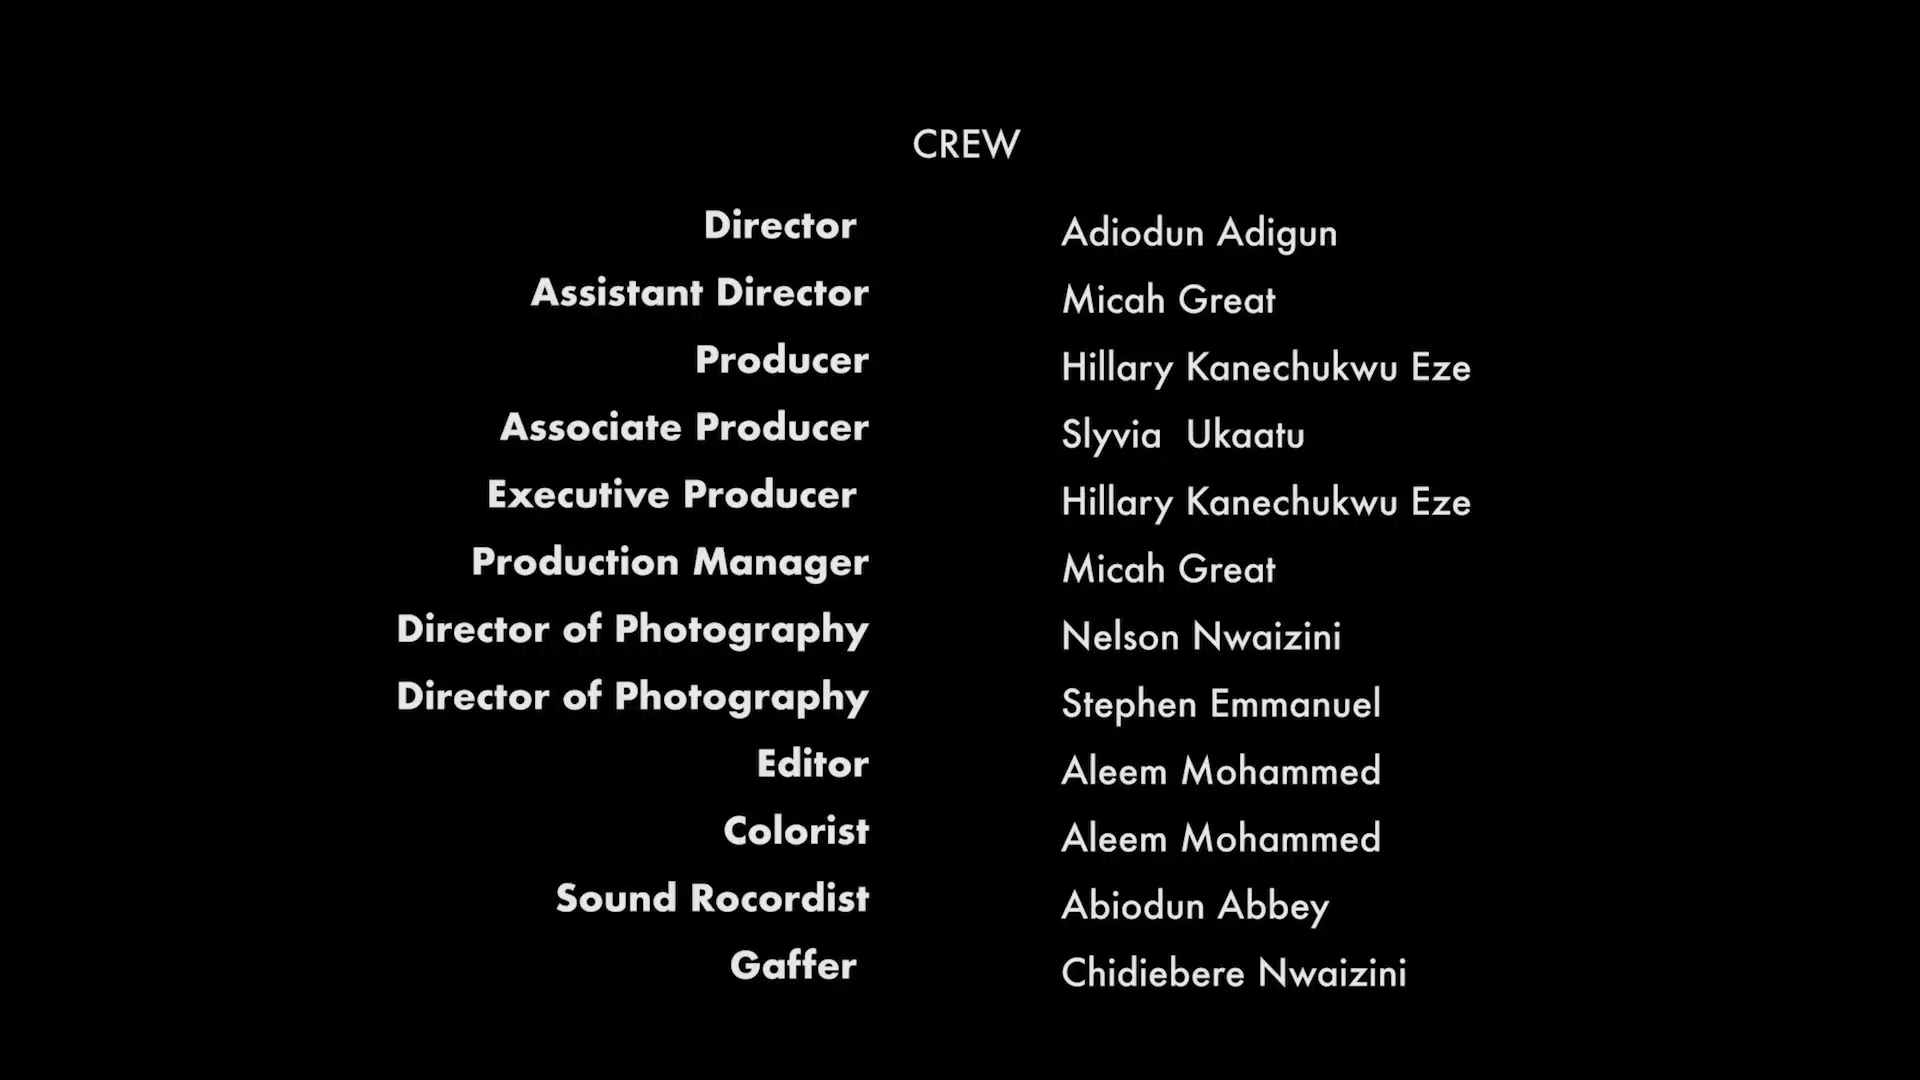 CREW
Director Adiodun Adigun
Assistant Director Micah Great
Producer Hillary Kanechukwu Eze
Associate Producer Slyvia  Ukaatu
Executive Producer Hillary Kanechukwu Eze
Production Manager Micah Great
Director of Photography Nelson Nwaizini
Director of Photography Stephen Emmanuel
Editor Aleem Mohammed
Colorist Aleem Mohammed
Sound Rocordist Abiodun Abbey
Gaffer Chidiebere Nwaizini